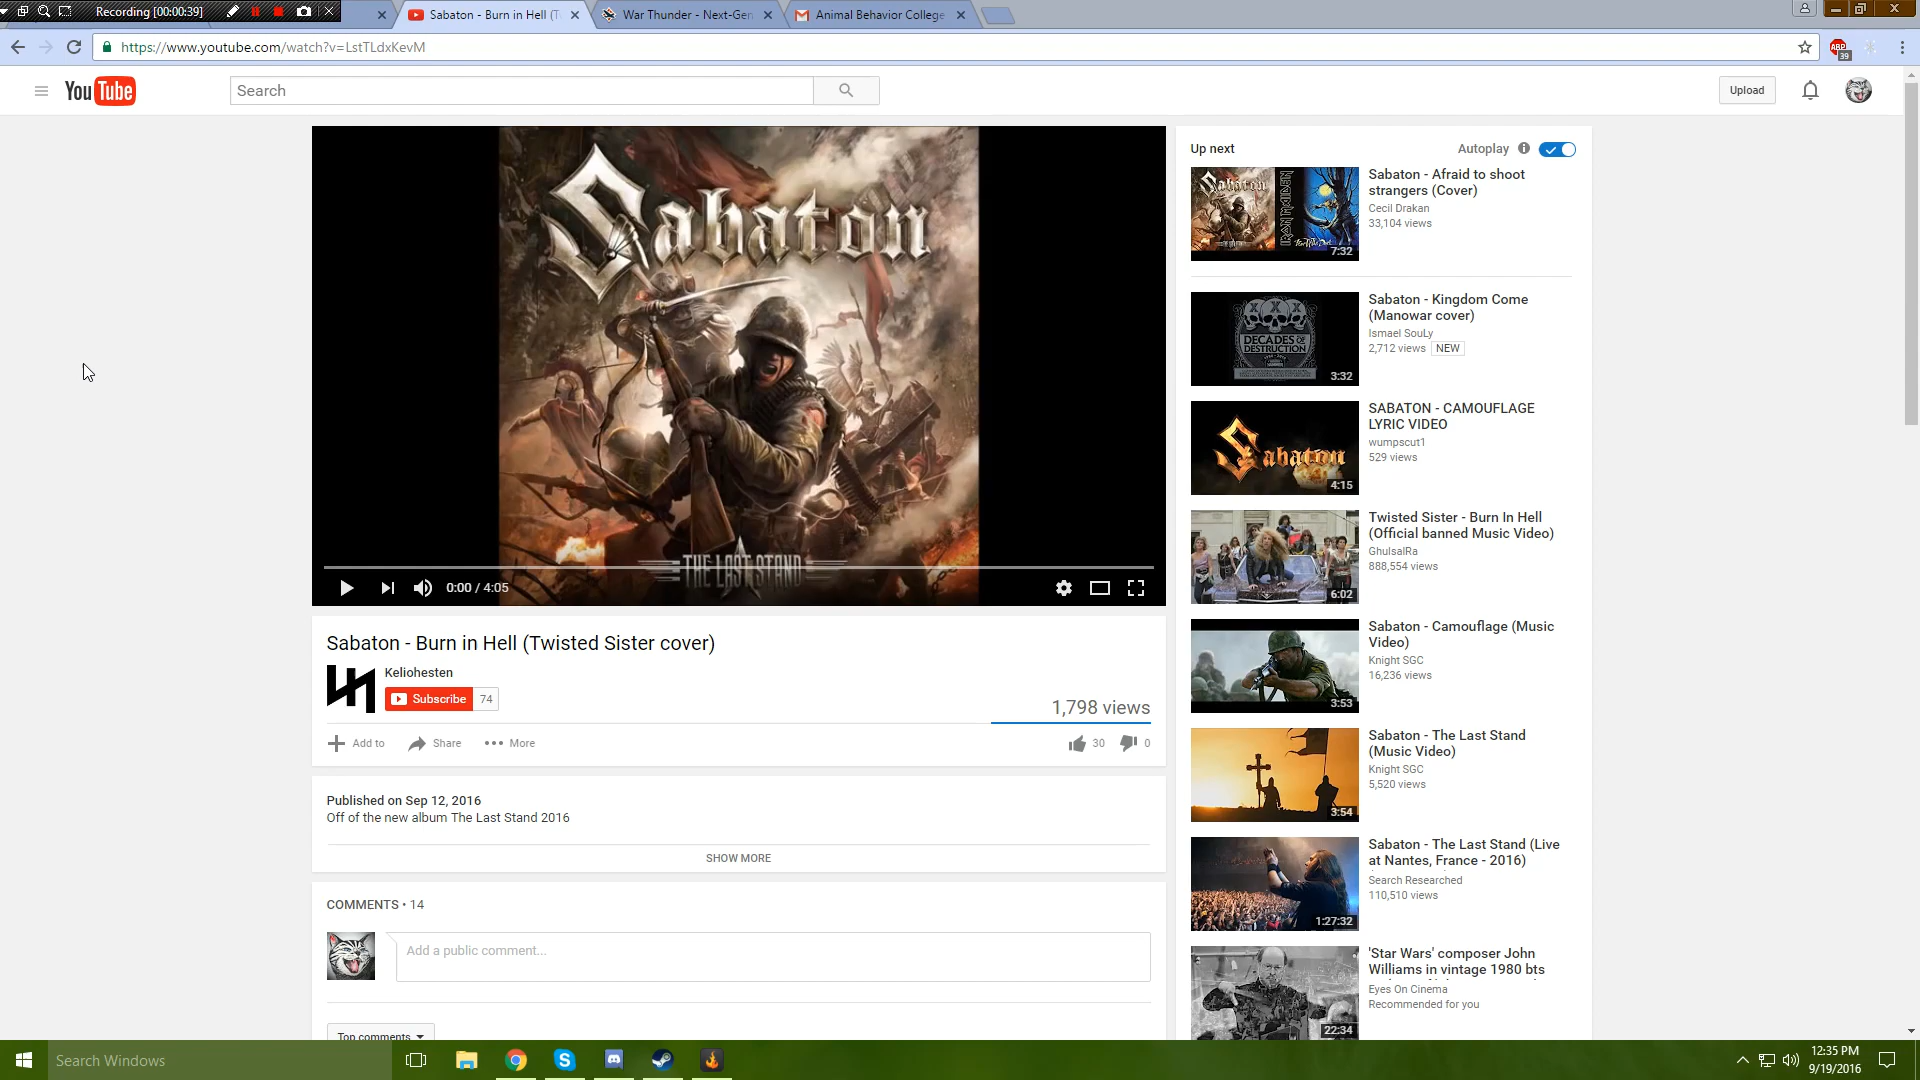 Recording [00:00:39]
Sabaton - Burn in Hell (T
War Thunder - Next-Gen
Animal Behavior College
https://www.youtube.com/watch?v=LstTLdxKevM
ABP
39
YouTube
Search
Upload
Sabaton
THE LAST STAND
0:00 / 4:05
Sabaton - Burn in Hell (Twisted Sister cover)
Keliohesten
Subscribe 74
1,798 views
Add to
Share
More
30
0
Published on Sep 12, 2016
Off of the new album The Last Stand 2016
SHOW MORE
COMMENTS • 14
Add a public comment...
Top comments
Up next
Autoplay
Sabaton
IRON MAIDEN
7:32
Sabaton - Afraid to shoot
strangers (Cover)
Cecil Drakan
33,104 views
XXX
DECADES OF
DESTRUCTION
3:32
Sabaton - Kingdom Come
(Manowar cover)
Ismael SouLy
2,712 views NEW
Sabaton
4:15
SABATON - CAMOUFLAGE
LYRIC VIDEO
wumpscut1
529 views
6:02
Twisted Sister - Burn In Hell
(Official banned Music Video)
GhulsalRa
888,554 views
3:53
Sabaton - Camouflage (Music
Video)
Knight SGC
16,236 views
3:54
Sabaton - The Last Stand
(Music Video)
Knight SGC
5,520 views
1:27:32
Sabaton - The Last Stand (Live
at Nantes, France - 2016)
Search Researched
110,510 views
22:34
'Star Wars' composer John
Williams in vintage 1980 bts
Eyes On Cinema
Recommended for you
Search Windows
12:35 PM
9/19/2016